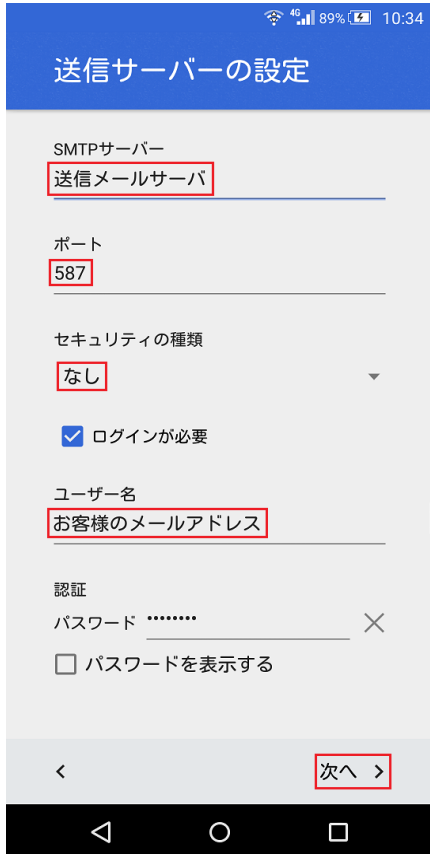 4G 89% 10:34
送信サーバーの設定
SMTPサーバー
送信メールサーバ
ポート
587
セキュリティの種類
なし
ログインが必要
ユーザー名
お客様のメールアドレス
認証
パスワード ••••••••
パスワードを表示する
次へ